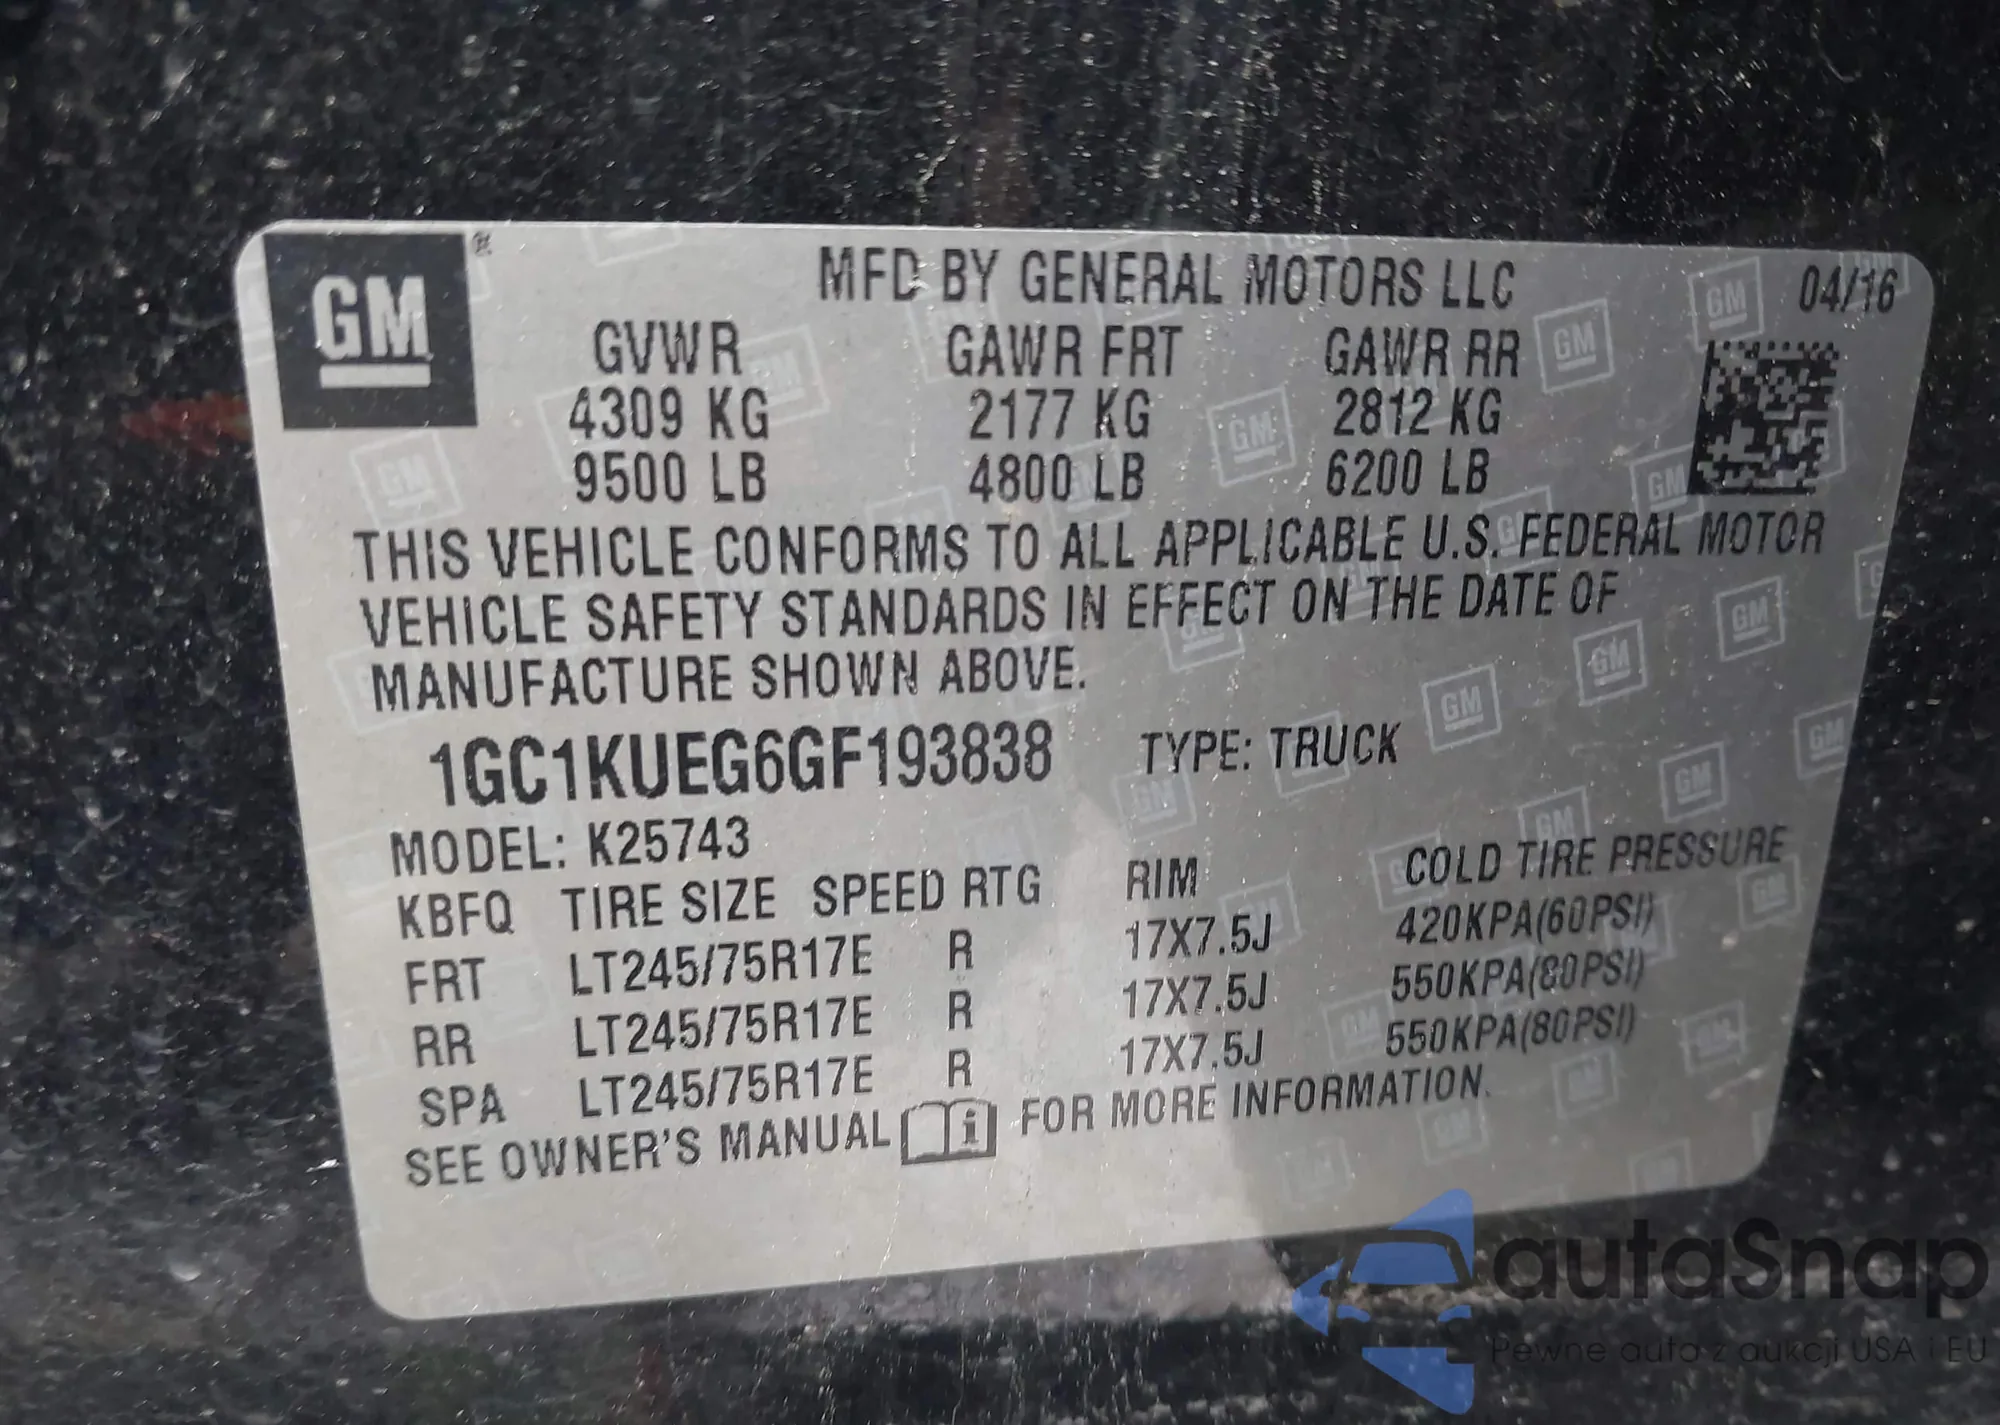 GM ®
MFD BY GENERAL MOTORS LLC 04/16
GVWR GAWR FRT GAWR RR
4309 KG 2177 KG 2812 KG
9500 LB 4800 LB 6200 LB
THIS VEHICLE CONFORMS TO ALL APPLICABLE U.S. FEDERAL MOTOR
VEHICLE SAFETY STANDARDS IN EFFECT ON THE DATE OF
MANUFACTURE SHOWN ABOVE.
1GC1KUEG6GF193838 TYPE: TRUCK
MODEL: K25743
KBFQ TIRE SIZE SPEED RTG RIM COLD TIRE PRESSURE
FRT LT245/75R17E R 17X7.5J 420KPA(60PSI)
RR LT245/75R17E R 17X7.5J 550KPA(80PSI)
SPA LT245/75R17E R 17X7.5J 550KPA(80PSI)
SEE OWNER'S MANUAL i FOR MORE INFORMATION.
autaSnap
Pewne auta z aukcji USA i EU